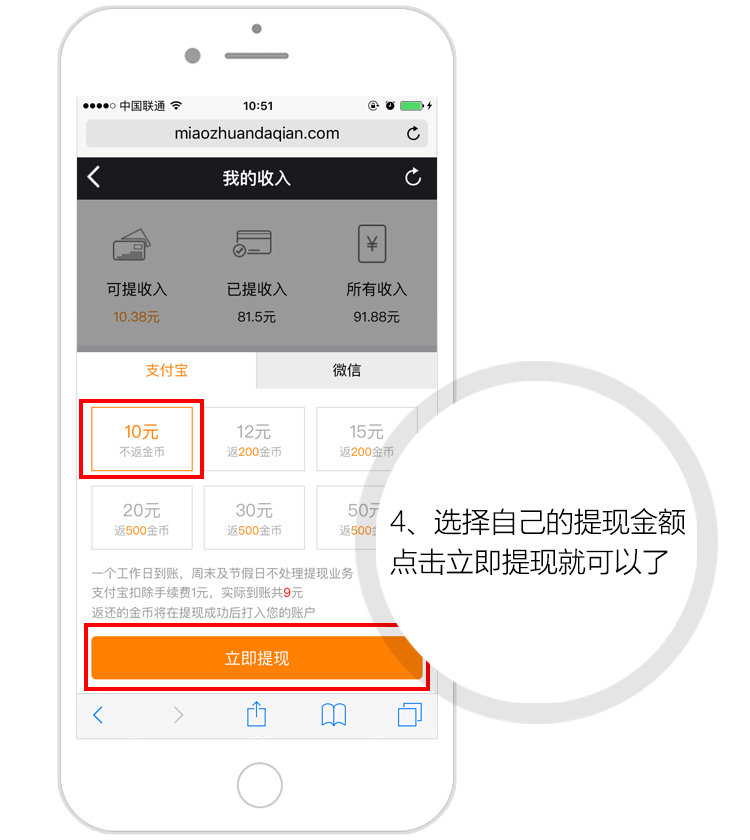 中国联通
10:51
miaozhuandaqian.com
我的收入
可提收入
已提收入
所有收入
10.38元
81.5元
91.88元
支付宝
微信
10元
不返金币
12元
返200金币
15元
返200金币
20元
返500金币
30元
返500金币
50元
返500金币
4、选择自己的提现金额
点击立即提现就可以了
一个工作日到账，周末及节假日不处理提现业务
支付宝扣除手续费1元，实际到账共9元
返还的金币将在提现成功后打入您的账户
立即提现